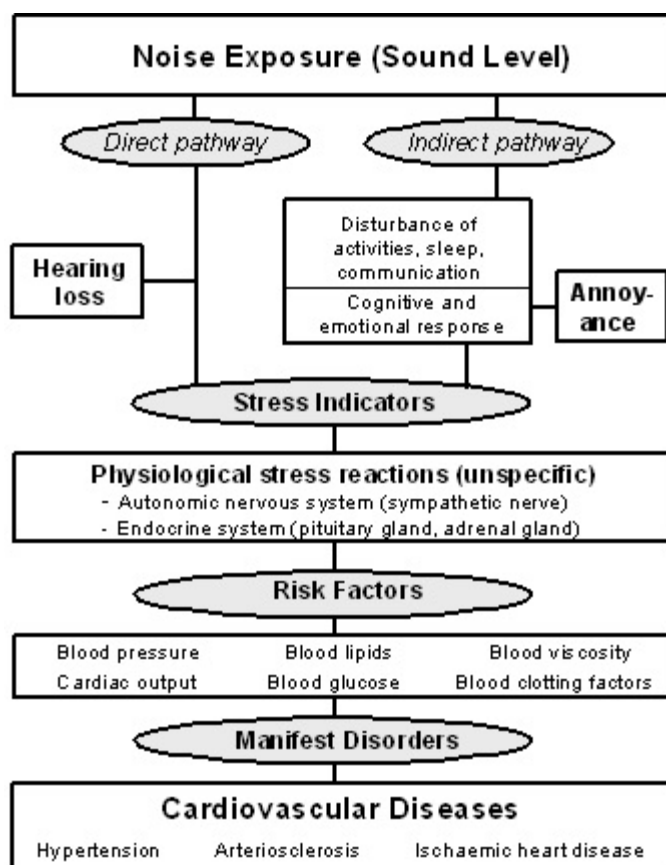 Noise Exposure (Sound Level)
Direct pathway
Indirect pathway
Disturbance of
activities, sleep,
communication
Hearing
loss
Cognitive and
emotional response
Annoy-
ance
Stress Indicators
Physiological stress reactions (unspecific)
- Autonomic nervous system (sympathetic nerve)
- Endocrine system (pituitary gland, adrenal gland)
Risk Factors
Blood pressure Blood lipids Blood viscosity
Cardiac output Blood glucose Blood clotting factors
Manifest Disorders
Cardiovascular Diseases
Hypertension Arteriosclerosis Ischaemic heart disease